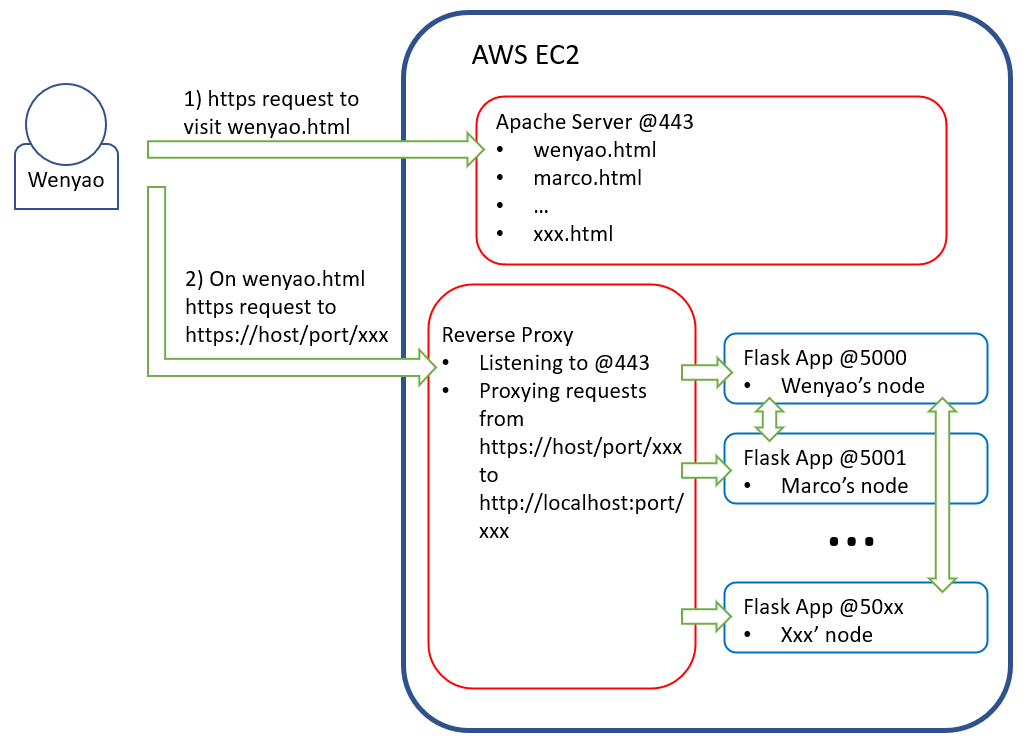 AWS EC2
Wenyao
1) https request to
visit wenyao.html
Apache Server @443
• wenyao.html
• marco.html
• ...
• xxx.html
2) On wenyao.html
https request to
https://host/port/xxx
Reverse Proxy
• Listening to @443
• Proxying requests
from
https://host/port/xxx
to
http://localhost:port/
xxx
Flask App @5000
• Wenyao’s node
Flask App @5001
• Marco’s node
...
Flask App @50xx
• Xxx’ node